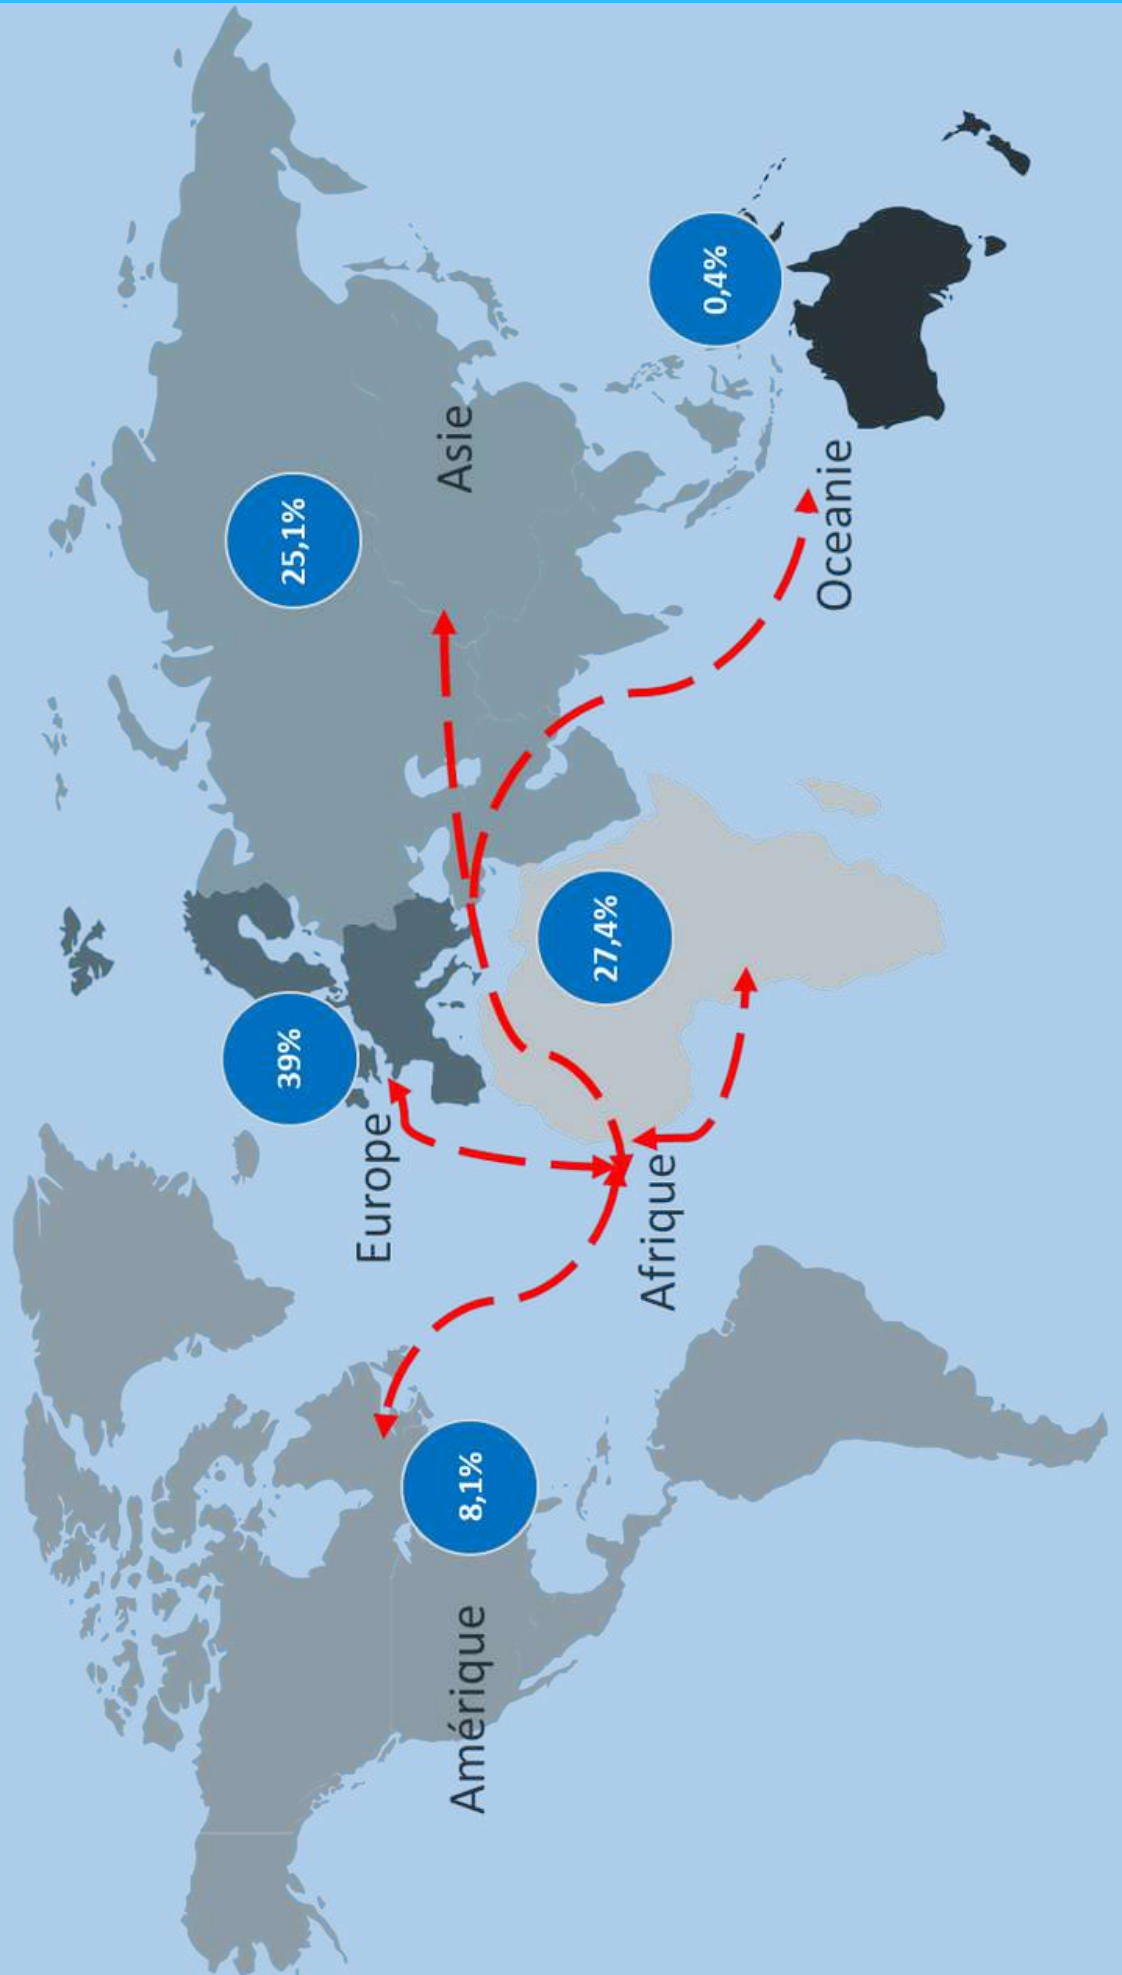 39%
25,1%
Asie
Europe
8,1%
Amérique
27,4%
Afrique
0,4%
Oceanie